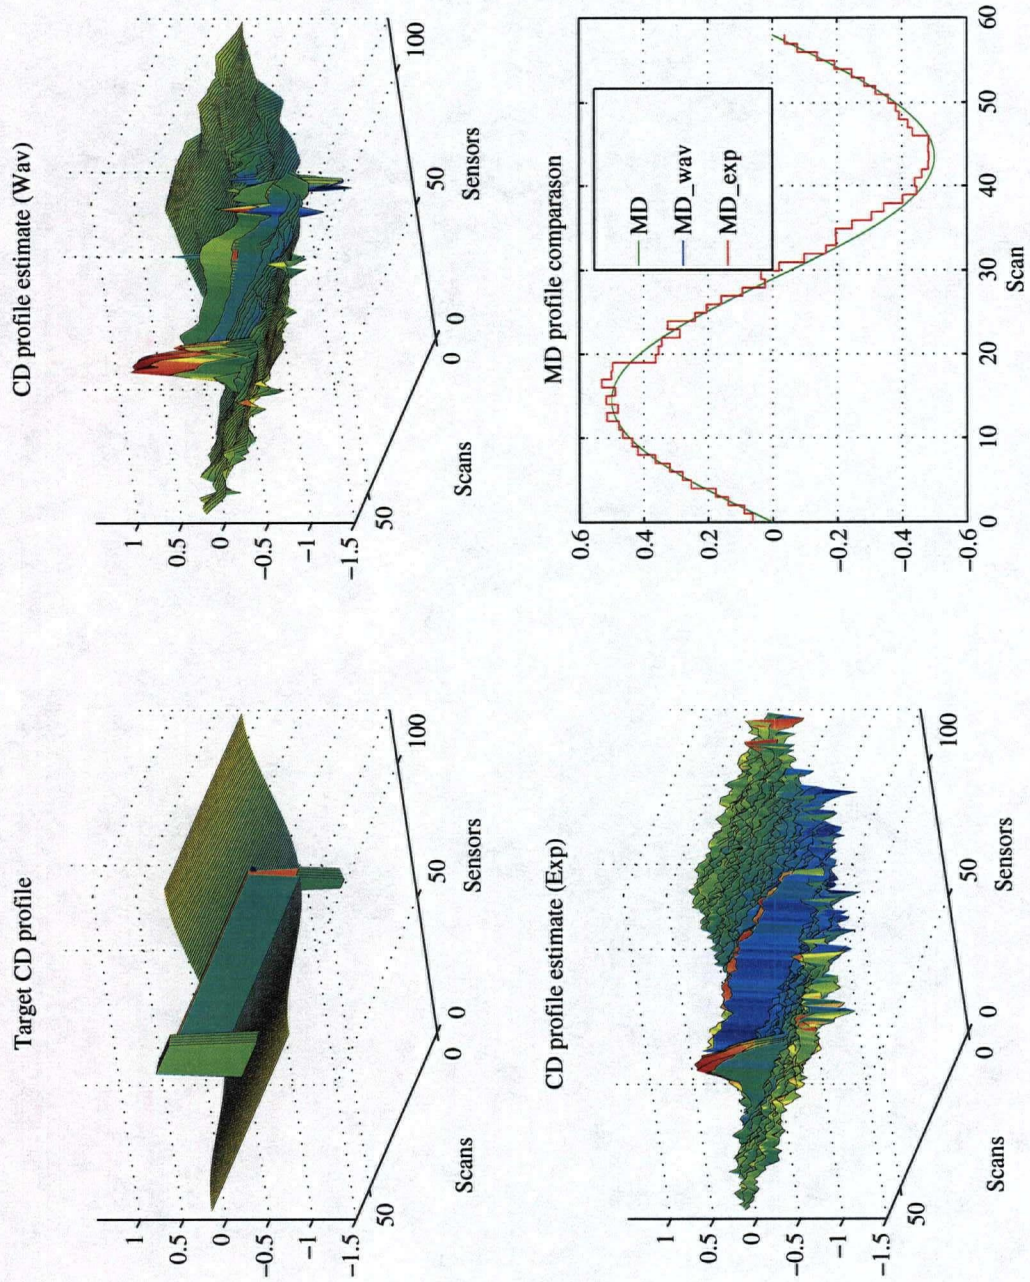 Target CD profile
1
0.5
0
−0.5
−1
−1.5
50
Scans
0
0
50
Sensors
100
CD profile estimate (Wav)
1
0.5
0
−0.5
−1
−1.5
50
Scans
0
0
50
Sensors
100
CD profile estimate (Exp)
1
0.5
0
−0.5
−1
−1.5
50
Scans
0
0
50
Sensors
100
MD profile comparason
0.6
0.4
0.2
0
−0.2
−0.4
−0.6
MD
MD_wav
MD_exp
0 10 20 30 40 50 60
Scan